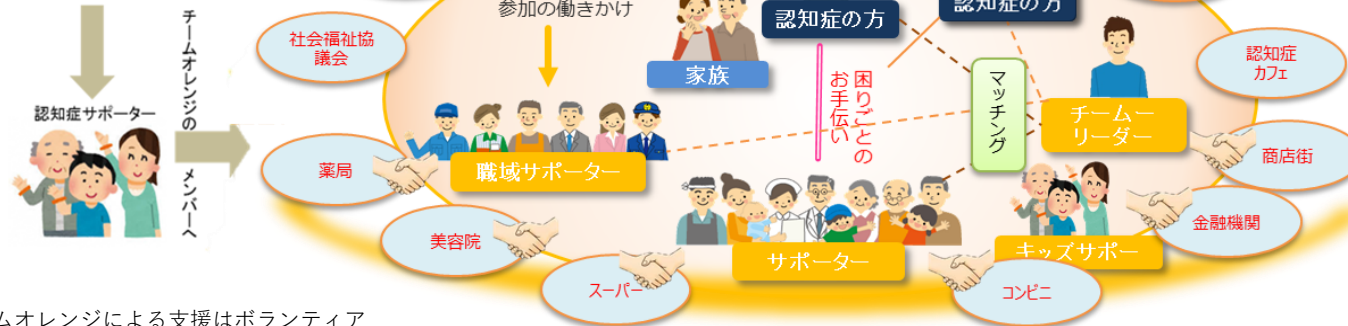 参加の働きかけ
認知症の方
認知症の方
社会福祉協
議会
チームオレンジの
メンバーへ
認知症サポーター
家族
困りごとの
お手伝い
マッチング
チームー
リーダー
認知症
カフェ
職域サポーター
薬局
商店街
美容院
金融機関
サポーター
キッズサポー
スーパー
コンビニ
ムオレンジによる支援はボランティア